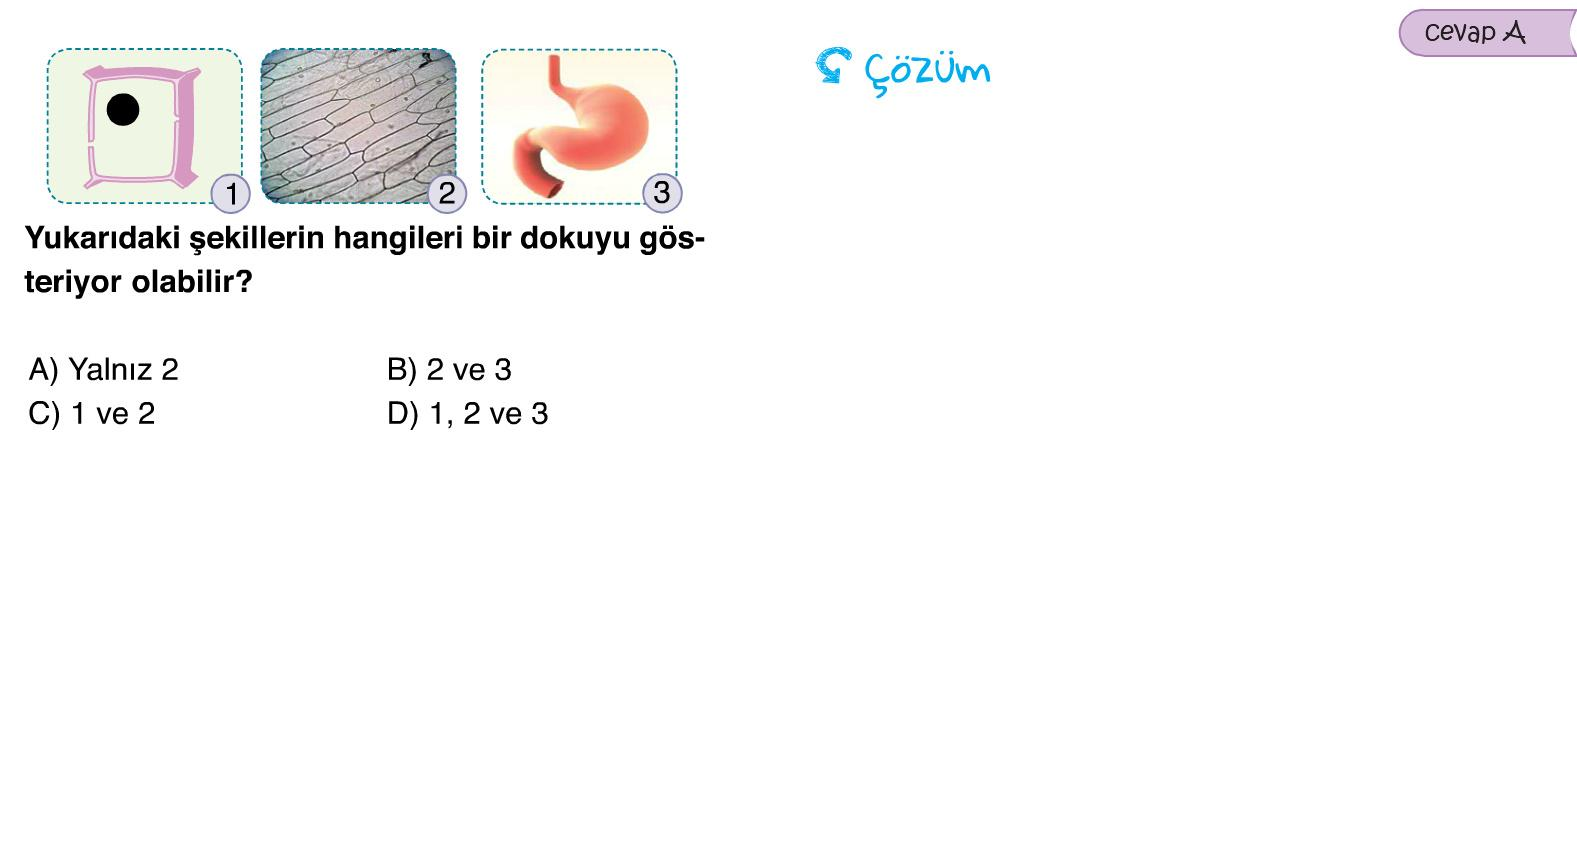 cevap A
Çözüm
1
2
3
Yukarıdaki şekillerin hangileri bir dokuyu gös-
teriyor olabilir?
A) Yalnız 2
B) 2 ve 3
C) 1 ve 2
D) 1, 2 ve 3